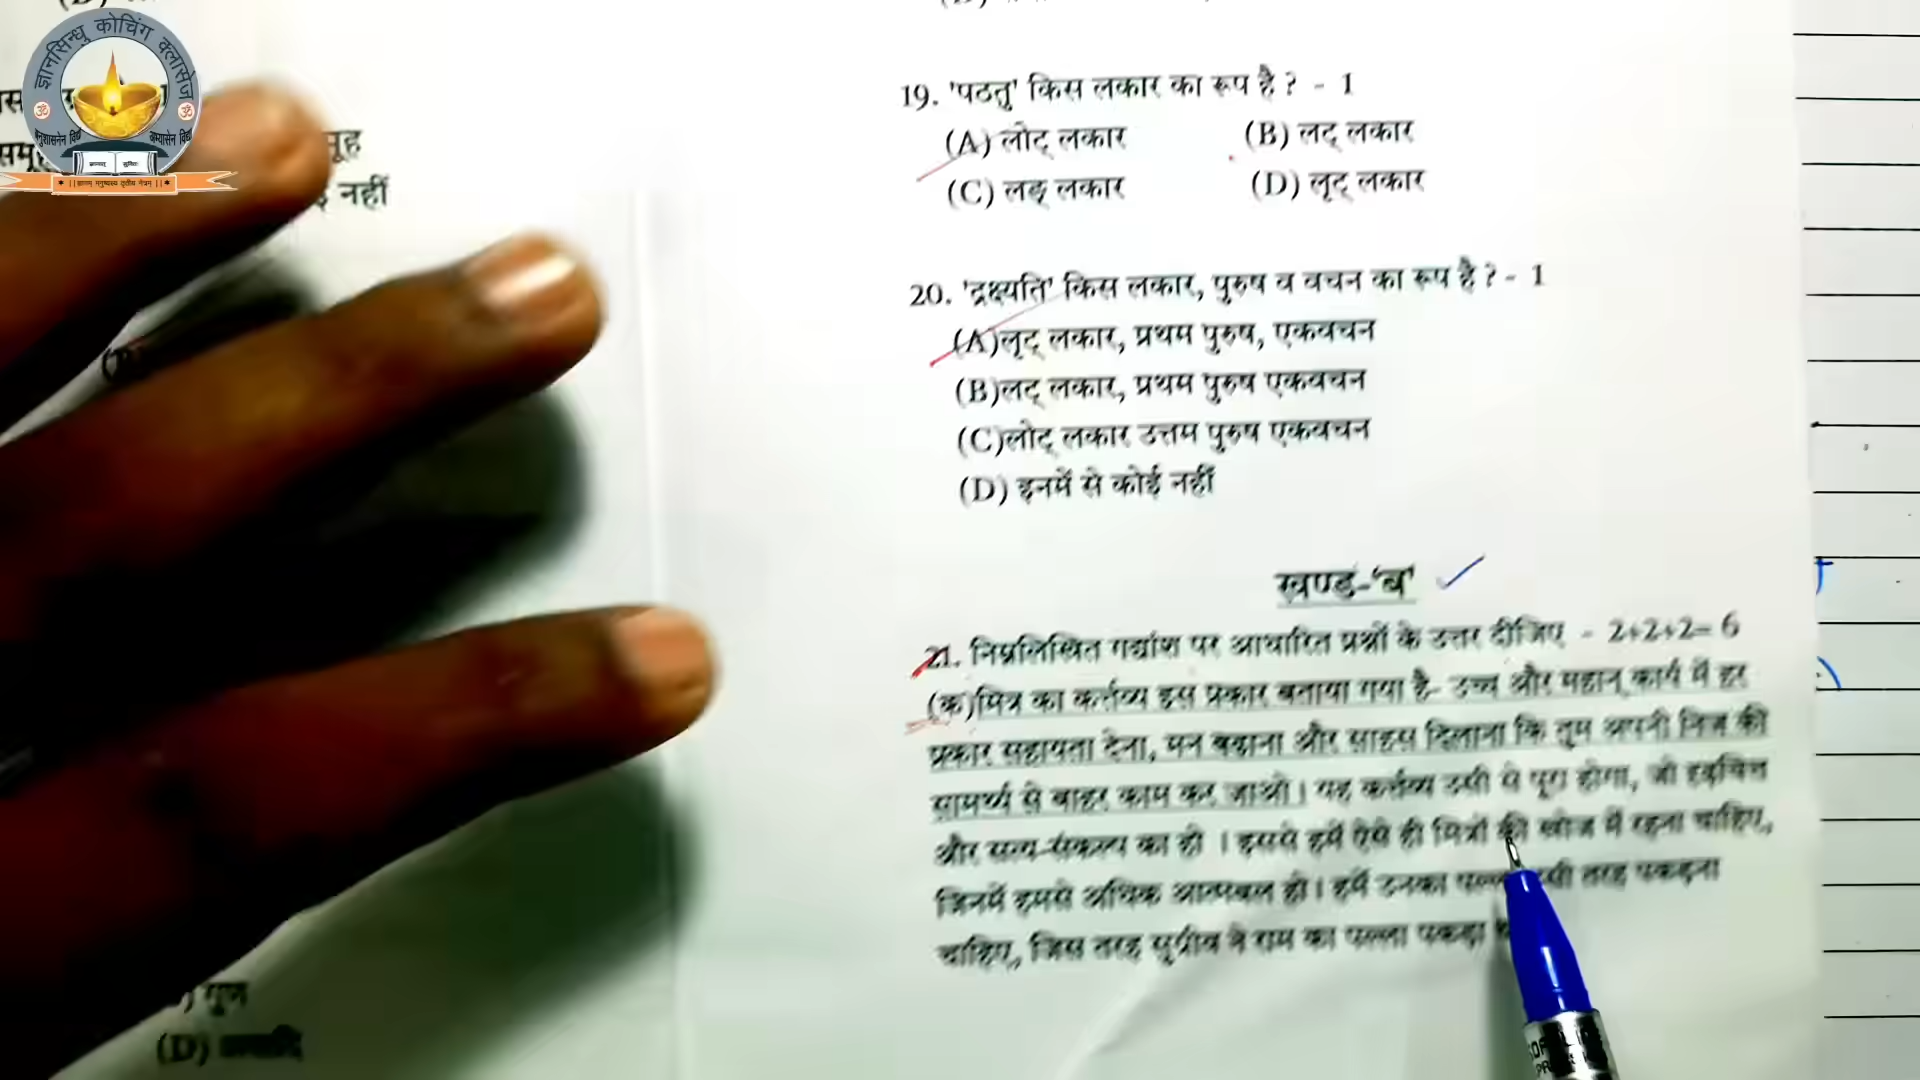 ज्ञानसिन्धु कोचिंग क्लासेज
मूह
नहीं
गुण
(D)
19. 'पठतु' किस लकार का रूप है ? - 1
(A) लोट् लकार (B) लट् लकार
(C) लङ् लकार (D) लृट् लकार
20. 'द्रक्ष्यति' किस लकार, पुरुष व वचन का रूप है ? - 1
(A)लृट् लकार, प्रथम पुरुष, एकवचन
(B)लट् लकार, प्रथम पुरुष एकवचन
(C)लोट् लकार उत्तम पुरुष एकवचन
(D) इनमें से कोई नहीं
खण्ड-‘ब’
21. निम्नलिखित गद्यांश पर आधारित प्रश्नों के उत्तर दीजिए - 2+2+2= 6
(क)मित्र का कर्त्तव्य इस प्रकार बताया गया है- उच्च और महान् कार्य में हर
प्रकार सहायता देना, मन बढ़ाना और साहस दिलाना कि तुम अपनी निज की
सामर्थ्य से बाहर काम कर जाओ। यह कर्त्तव्य उसी से पूरा होगा, जो दृढ़चित्त
और सत्य-संकल्प का हो । इससे हमें ऐसे ही मित्रों की खोज में रहना चाहिए,
जिनमें हमसे अधिक आत्मबल हो। हमें उनका तरह पकड़ना
चाहिए, जिस तरह सुग्रीव ने राम का पल्ला पकड़ा